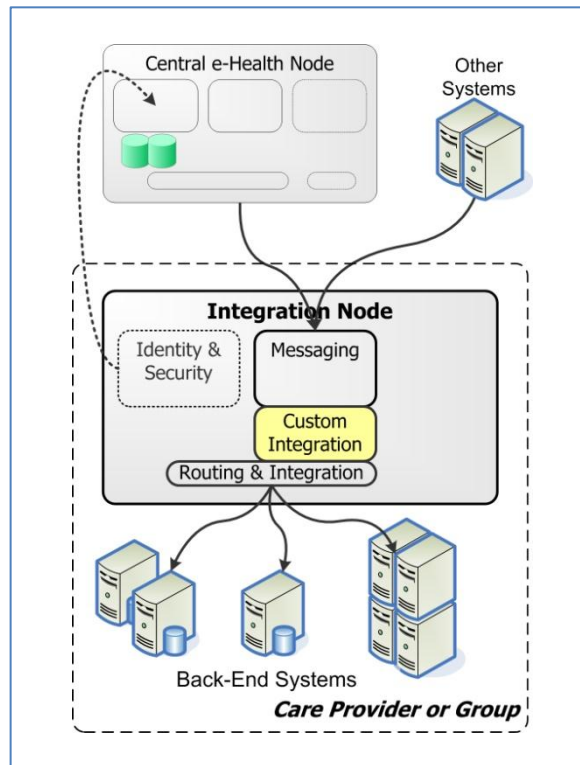 Central e-Health Node
Other
Systems
Integration Node
Identity &
Security
Messaging
Custom
Integration
Routing & Integration
Back-End Systems
Care Provider or Group